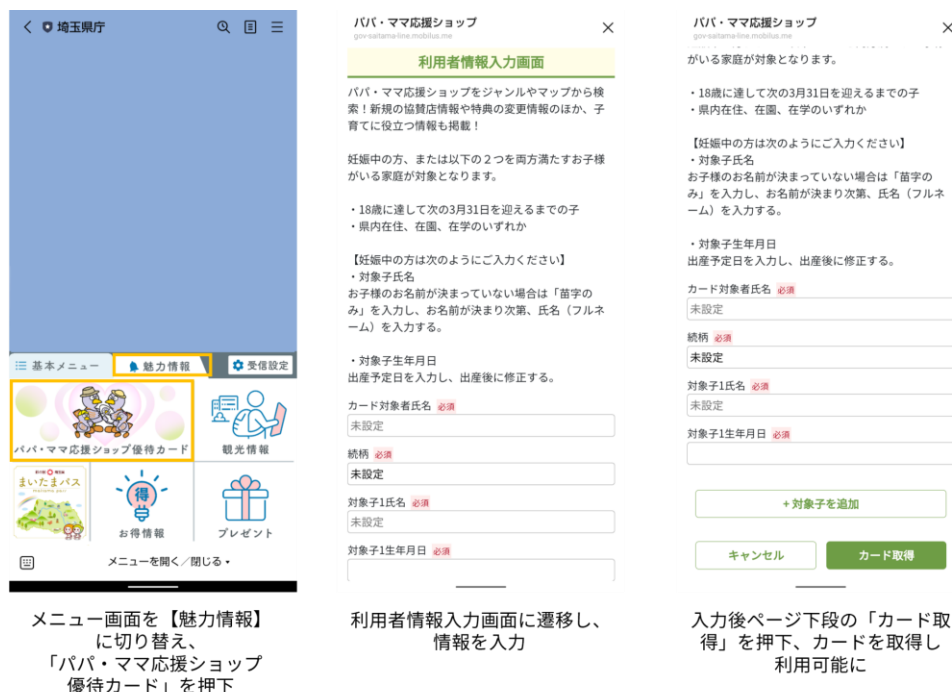 埼玉県庁
基本メニュー
魅力情報
受信設定
パパ・ママ応援ショップ優待カード
観光情報
まいたまパス
得
お得情報
プレゼント
メニューを開く／閉じる▾
メニュー画面を【魅力情報】
に切り替え、
「パパ・ママ応援ショップ
優待カード」を押下
パパ・ママ応援ショップ
gov-saitama-line.mobilus.me
利用者情報入力画面
パパ・ママ応援ショップをジャンルやマップから検
索！新規の協賛店情報や特典の変更情報のほか、子
育てに役立つ情報も掲載！
妊娠中の方、または以下の２つを両方満たすお子様
がいる家庭が対象となります。
・18歳に達して次の3月31日を迎えるまでの子
・県内在住、在園、在学のいずれか
【妊娠中の方は次のようにご入力ください】
・対象子氏名
お子様のお名前が決まっていない場合は「苗字の
み」を入力し、お名前が決まり次第、氏名（フルネ
ーム）を入力する。
・対象子生年月日
出産予定日を入力し、出産後に修正する。
カード対象者氏名 必須
未設定
続柄 必須
未設定
対象子1氏名 必須
未設定
対象子1生年月日 必須
利用者情報入力画面に遷移し、
情報を入力
パパ・ママ応援ショップ
gov-saitama-line.mobilus.me
がいる家庭が対象となります。
・18歳に達して次の3月31日を迎えるまでの子
・県内在住、在園、在学のいずれか
【妊娠中の方は次のようにご入力ください】
・対象子氏名
お子様のお名前が決まっていない場合は「苗字の
み」を入力し、お名前が決まり次第、氏名（フルネ
ーム）を入力する。
・対象子生年月日
出産予定日を入力し、出産後に修正する。
カード対象者氏名 必須
未設定
続柄 必須
未設定
対象子1氏名 必須
未設定
対象子1生年月日 必須
+対象子を追加
キャンセル
カード取得
入力後ページ下段の「カード取
得」を押下、カードを取得し
利用可能に